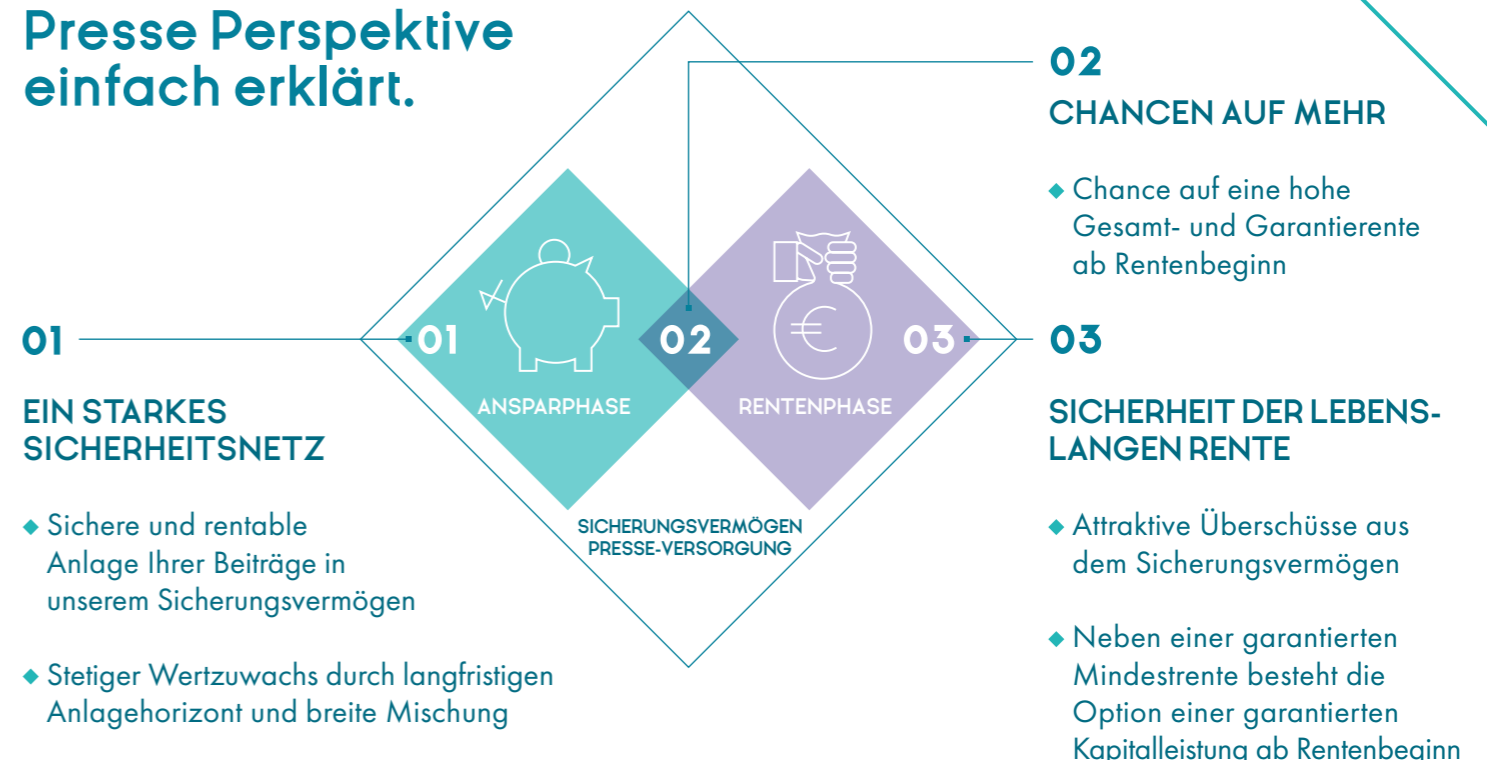 Presse Perspektive
einfach erklärt.
01
EIN STARKES
SICHERHEITSNETZ
◆ Sichere und rentable
Anlage Ihrer Beiträge in
unserem Sicherungsvermögen
◆ Stetiger Wertzuwachs durch langfristigen
Anlagehorizont und breite Mischung
01
ANSPARPHASE
02
RENTENPHASE
03
SICHERUNGSVERMÖGEN
PRESSE-VERSORGUNG
02
CHANCEN AUF MEHR
◆ Chance auf eine hohe
Gesamt- und Garantierente
ab Rentenbeginn
03
SICHERHEIT DER LEBENS-
LANGEN RENTE
◆ Attraktive Überschüsse aus
dem Sicherungsvermögen
◆ Neben einer garantierten
Mindestrente besteht die
Option einer garantierten
Kapitalleistung ab Rentenbeginn